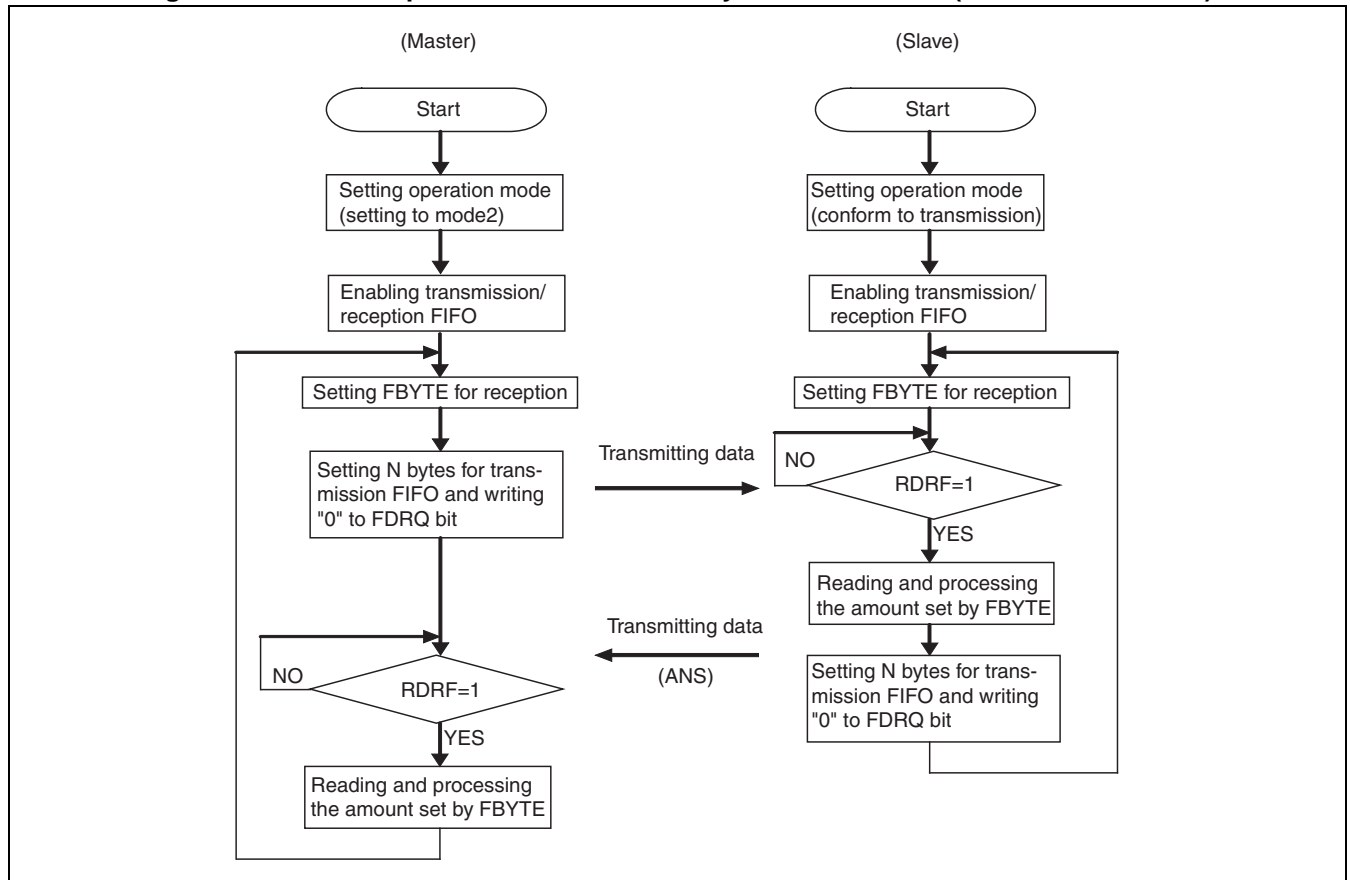 (Master)
Start
Setting operation mode
(setting to mode2)
Enabling transmission/
reception FIFO
Setting FBYTE for reception
Setting N bytes for trans-
mission FIFO and writing
"0" to FDRQ bit
NO
RDRF=1
YES
Reading and processing
the amount set by FBYTE
Transmitting data
Transmitting data
(ANS)
(Slave)
Start
Setting operation mode
(conform to transmission)
Enabling transmission/
reception FIFO
Setting FBYTE for reception
NO
RDRF=1
YES
Reading and processing
the amount set by FBYTE
Setting N bytes for trans-
mission FIFO and writing
"0" to FDRQ bit